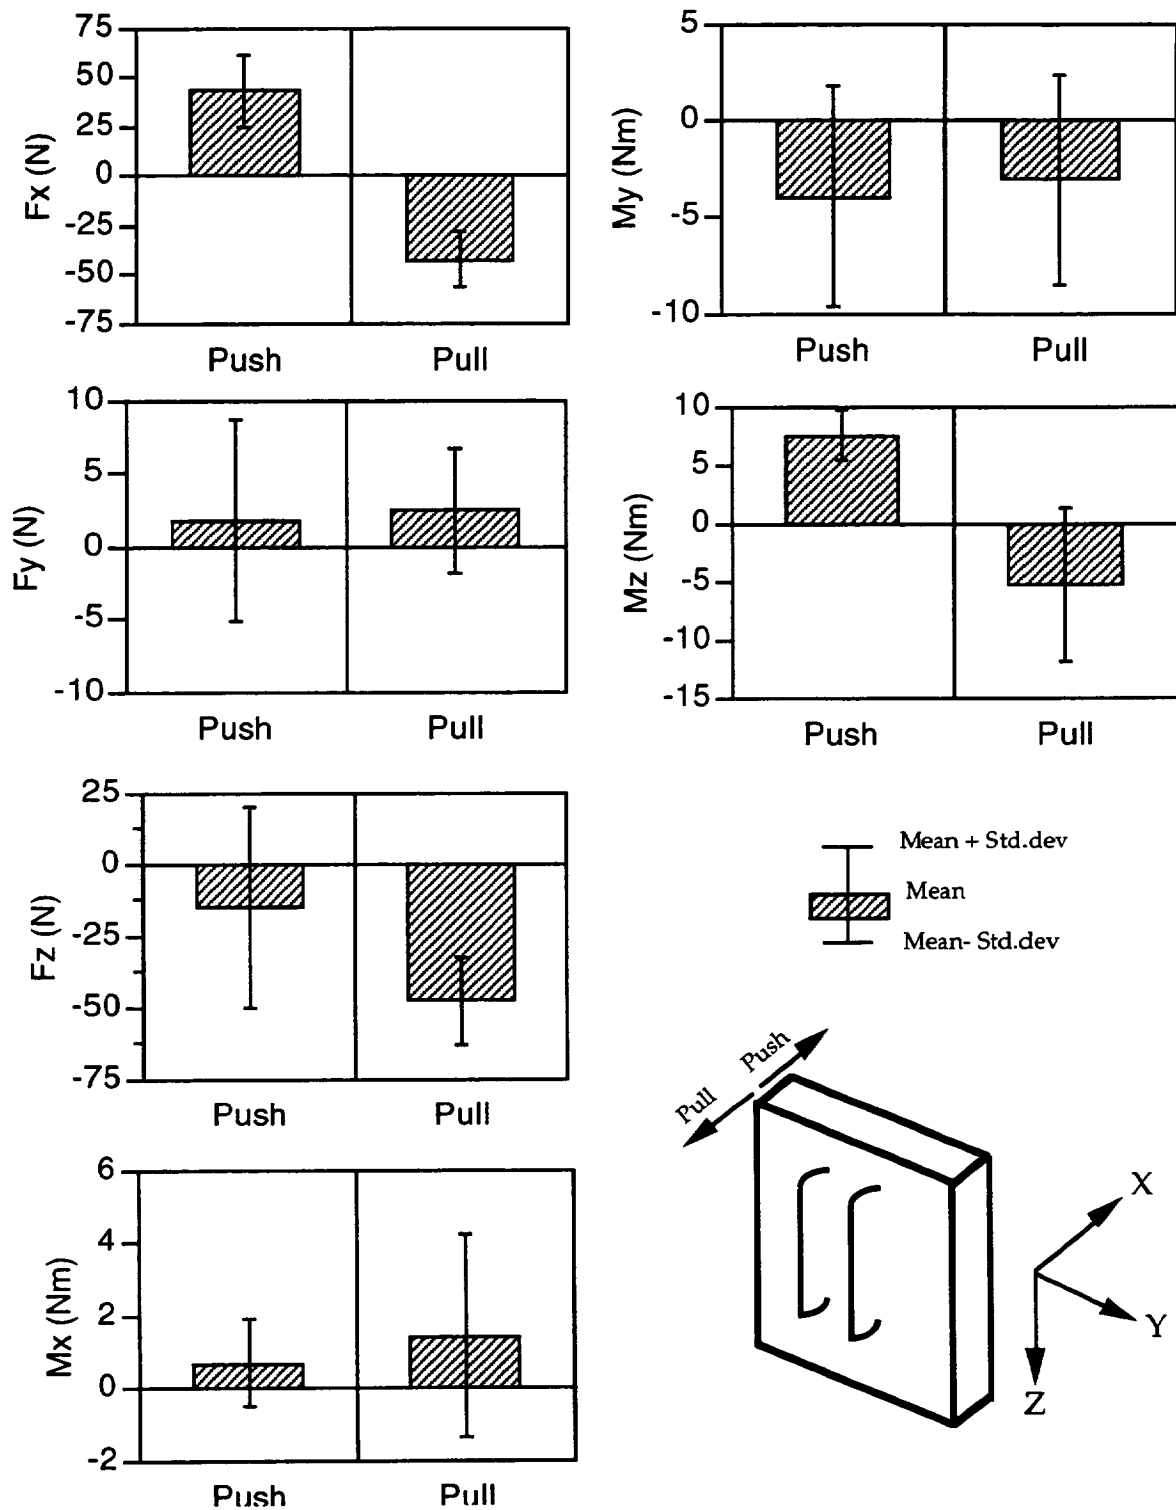 75
50
25
0
-25
-50
-75
Fx (N)
Push Pull
5
0
-5
-10
My (Nm)
Push Pull
10
5
0
-5
-10
Fy (N)
Push Pull
10
5
0
-5
-10
-15
Mz (Nm)
Push Pull
25
0
-25
-50
-75
Fz (N)
Push Pull
Mean + Std.dev
Mean
Mean- Std.dev
6
4
2
0
-2
Mx (Nm)
Push Pull
Push
Pull
X
Y
Z